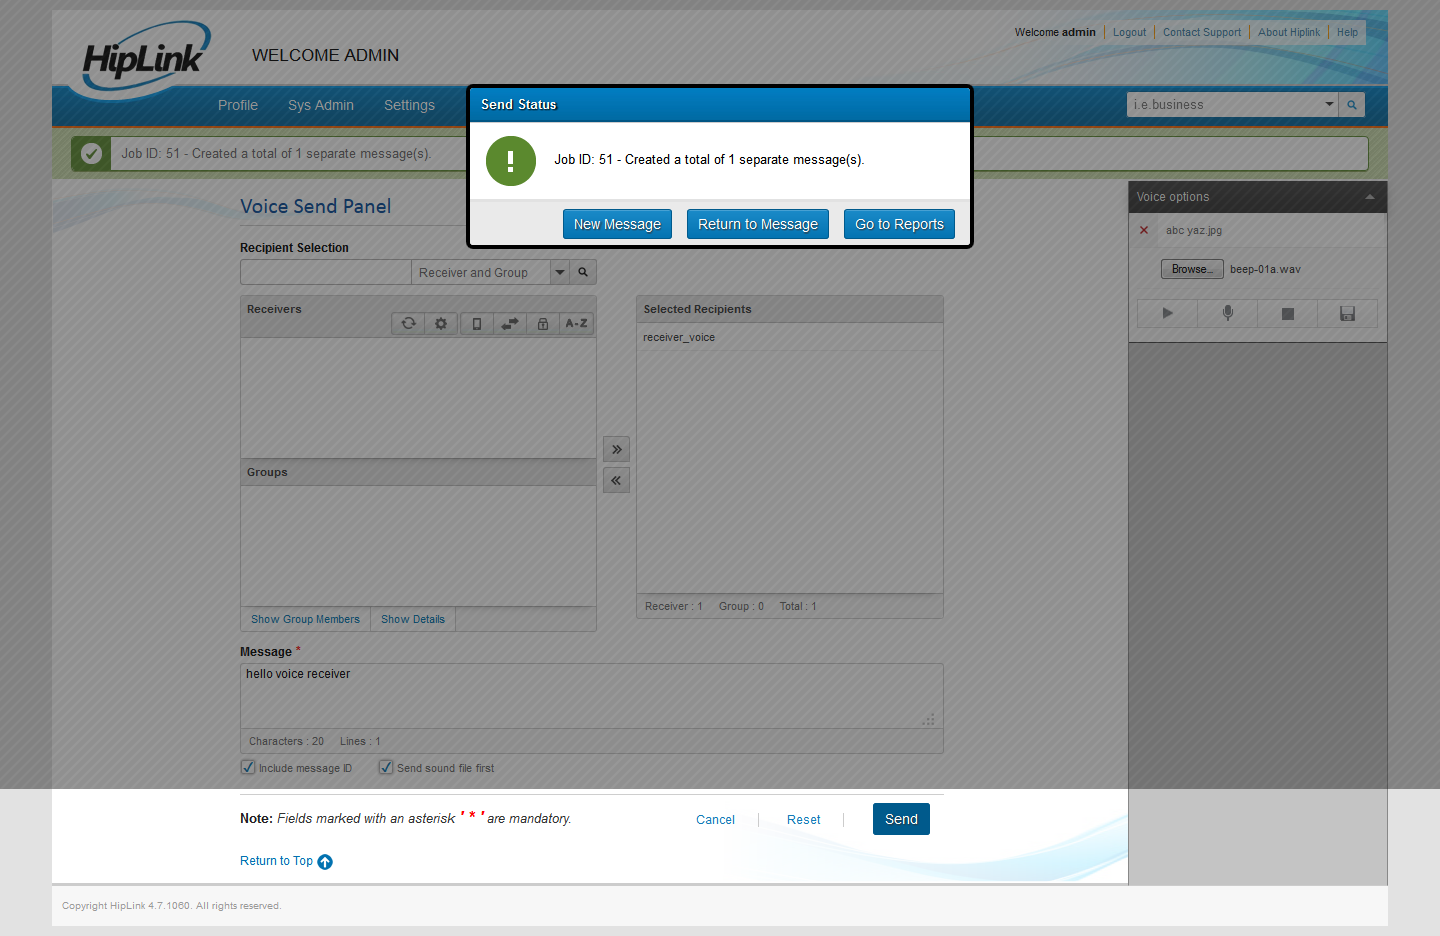 HipLink
WELCOME ADMIN
Welcome admin Logout Contact Support About Hiplink Help
Profile Sys Admin Settings
i.e.business
Send Status
Job ID: 51 - Created a total of 1 separate message(s).
Job ID: 51 - Created a total of 1 separate message(s).
New Message Return to Message Go to Reports
Voice Send Panel
Recipient Selection
Receiver and Group
Receivers
A-Z
Groups
Show Group Members Show Details
Selected Recipients
receiver_voice
Receiver : 1 Group : 0 Total : 1
Message *
hello voice receiver
Characters : 20 Lines : 1
Include message ID Send sound file first
Note: Fields marked with an asterisk ' * ' are mandatory.
Cancel Reset Send
Return to Top
Voice options
abc yaz.jpg
Browse... beep-01a.wav
Copyright HipLink 4.7.1060. All rights reserved.